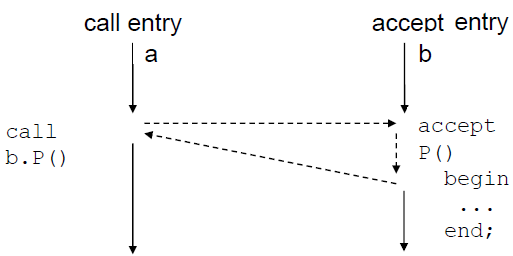 call entry
accept entry
a
b
call
b.P()
accept
P()
begin
...
end;